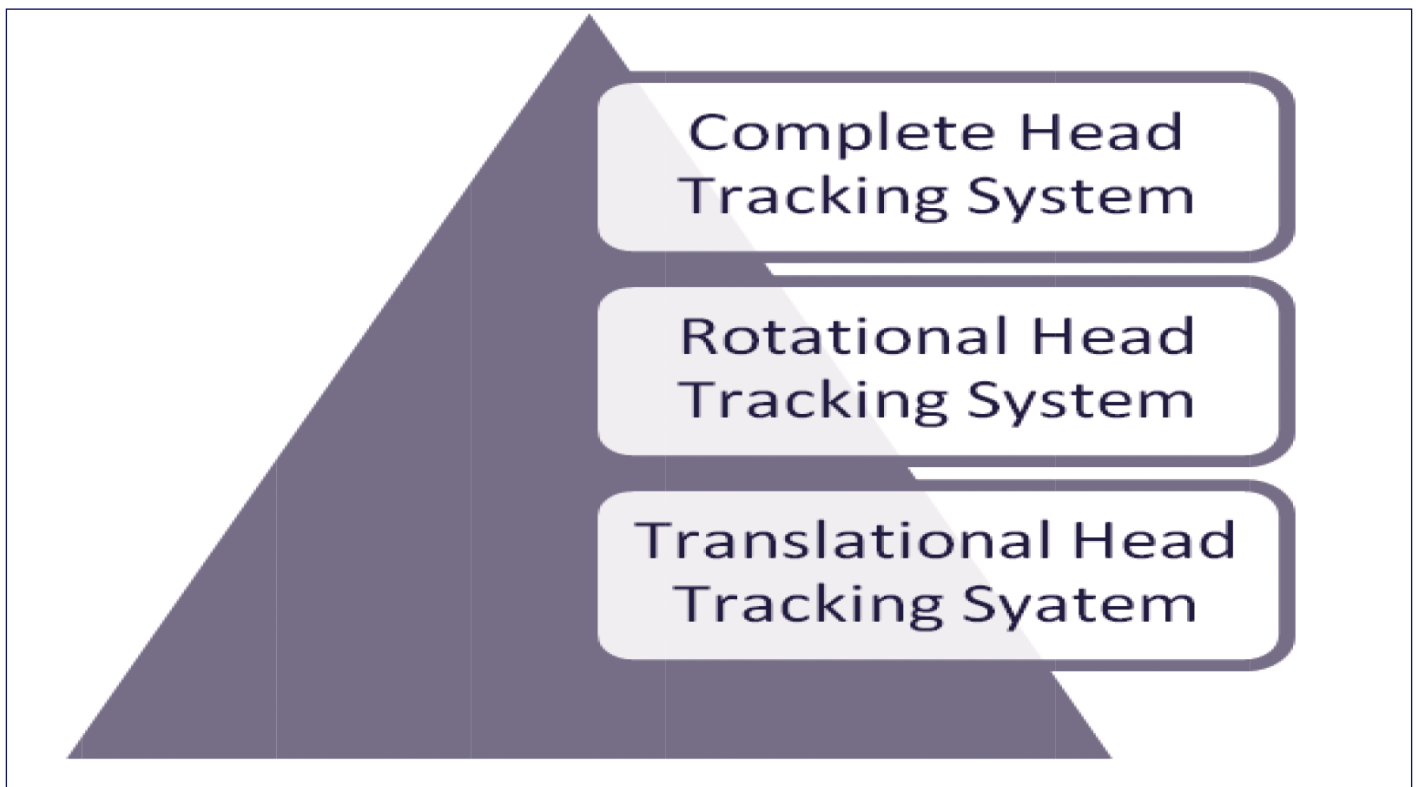 Complete Head
Tracking System
Rotational Head
Tracking System
Translational Head
Tracking Syatem